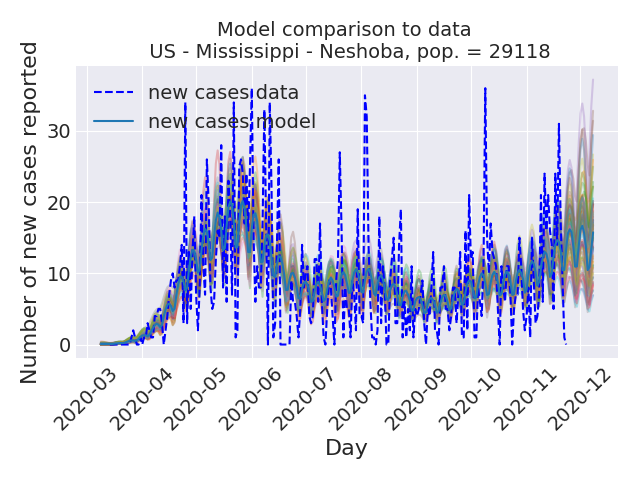 Model comparison to data
US - Mississippi - Neshoba, pop. = 29118
Number of new cases reported
30
20
10
0
new cases data
new cases model
2020-03
2020-04
2020-05
2020-06
2020-07
2020-08
2020-09
2020-10
2020-11
2020-12
Day